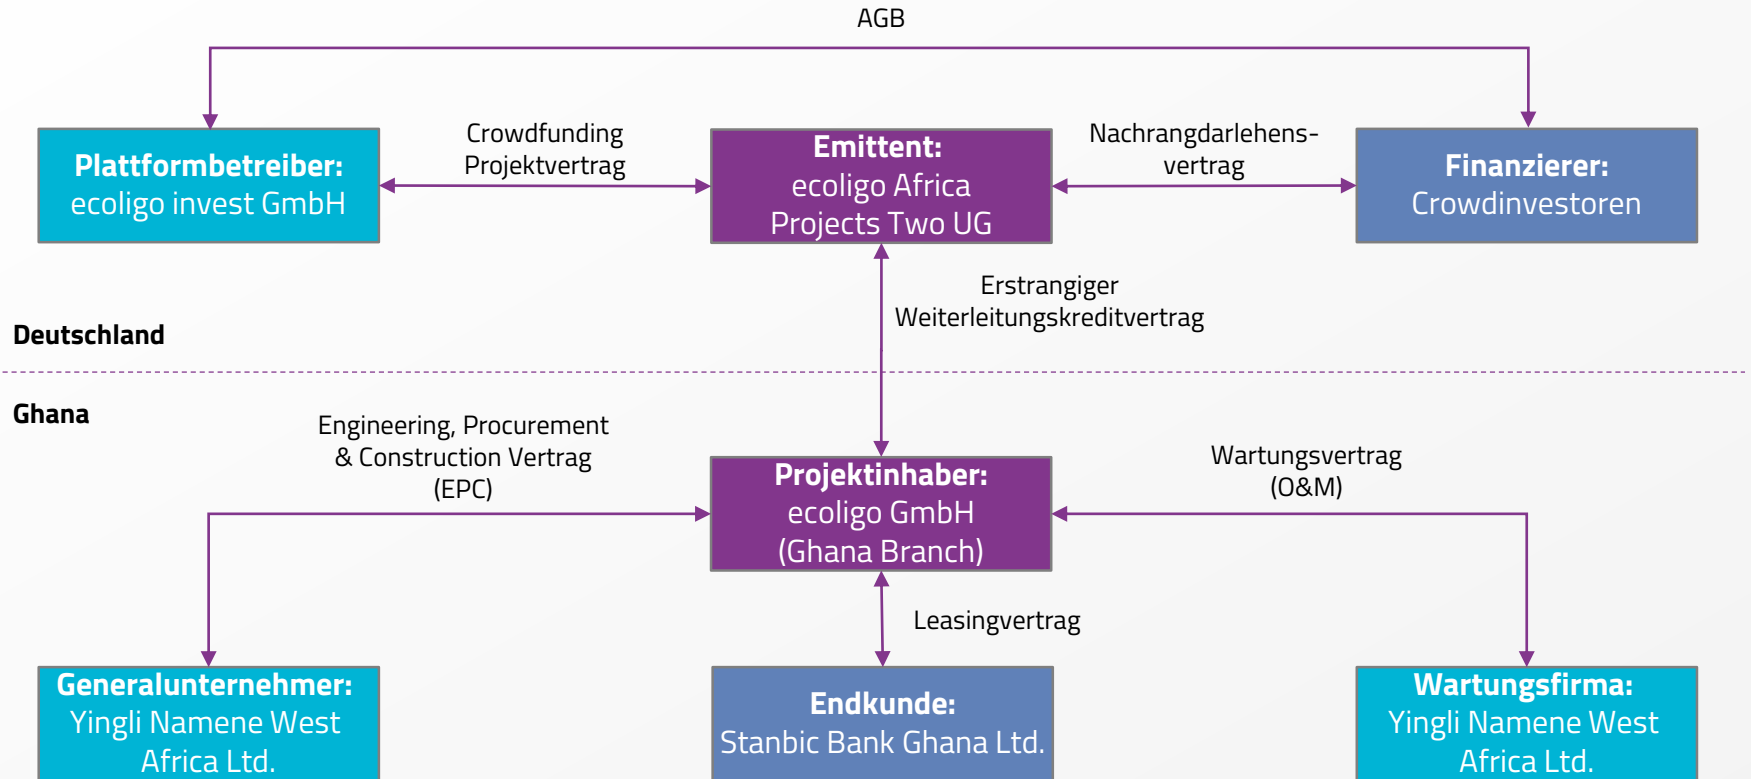 AGB
Plattformbetreiber:
ecoligo invest GmbH
Crowdfunding
Projektvertrag
Emittent:
ecoligo Africa
Projects Two UG
Nachrangdarlehens-
vertrag
Finanzierer:
Crowdinvestoren
Erstrangiger
Weiterleitungskreditvertrag
Deutschland
Ghana
Engineering, Procurement
& Construction Vertrag
(EPC)
Projektinhaber:
ecoligo GmbH
(Ghana Branch)
Wartungsvertrag
(O&M)
Leasingvertrag
Generalunternehmer:
Yingli Namene West
Africa Ltd.
Endkunde:
Stanbic Bank Ghana Ltd.
Wartungsfirma:
Yingli Namene West
Africa Ltd.